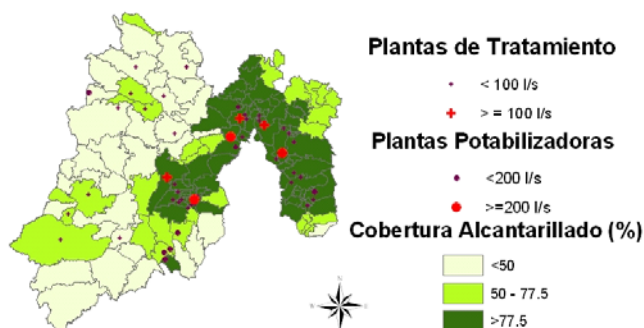 Plantas de Tratamiento
< 100 l/s
> = 100 l/s
Plantas Potabilizadoras
<200 l/s
>=200 l/s
Cobertura Alcantarillado (%)
<50
50 - 77.5
>77.5